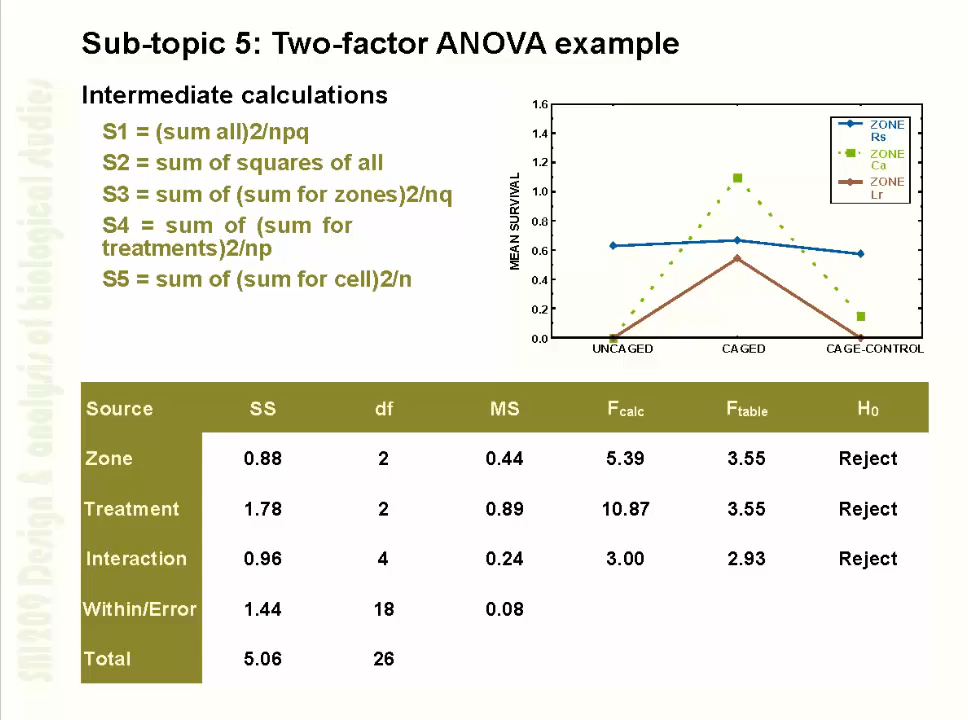 Sub-topic 5: Two-factor ANOVA example
Intermediate calculations
S1 = (sum all)2/npq
S2 = sum of squares of all
S3 = sum of (sum for zones)2/nq
S4 = sum of (sum for
treatments)2/np
S5 = sum of (sum for cell)2/n
MEAN SURVIVAL
1.6
1.4
1.2
1.0
0.8
0.6
0.4
0.2
0.0
UNCAGED CAGED CAGE-CONTROL
ZONE
Rs
ZONE
Ca
ZONE
Lr
Source SS df MS Fcalc Ftable H0
Zone 0.88 2 0.44 5.39 3.55 Reject
Treatment 1.78 2 0.89 10.87 3.55 Reject
Interaction 0.96 4 0.24 3.00 2.93 Reject
Within/Error 1.44 18 0.08
Total 5.06 26
SNI209 Design & analysis of biological studies